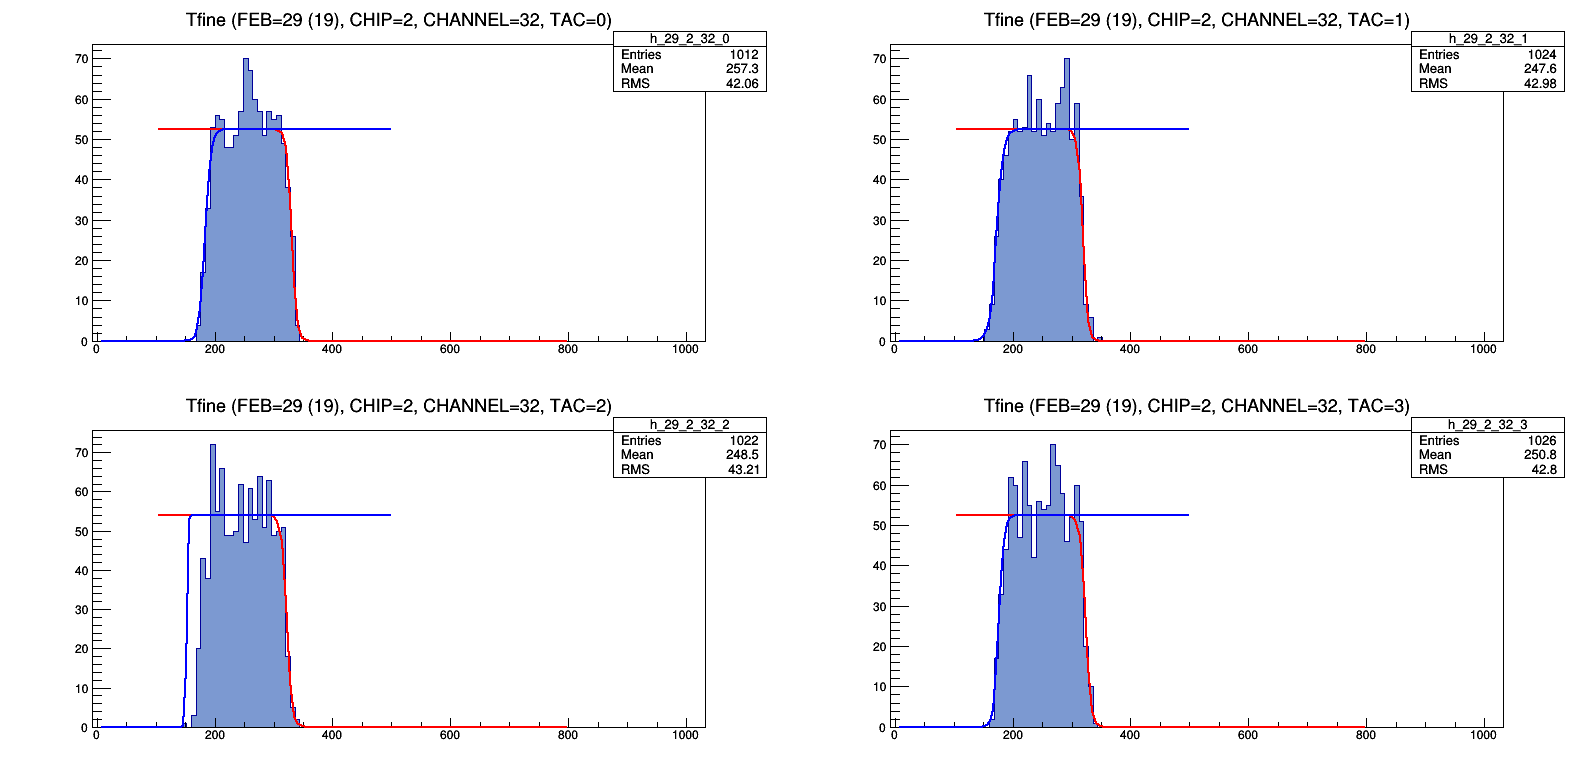 Tfine (FEB=29 (19), CHIP=2, CHANNEL=32, TAC=0)
h_29_2_32_0
Entries 1012
Mean 257.3
RMS 42.06
70
60
50
40
30
20
10
0
0 200 400 600 800 1000
Tfine (FEB=29 (19), CHIP=2, CHANNEL=32, TAC=1)
h_29_2_32_1
Entries 1024
Mean 247.6
RMS 42.98
70
60
50
40
30
20
10
0
0 200 400 600 800 1000
Tfine (FEB=29 (19), CHIP=2, CHANNEL=32, TAC=2)
h_29_2_32_2
Entries 1022
Mean 248.5
RMS 43.21
70
60
50
40
30
20
10
0
0 200 400 600 800 1000
Tfine (FEB=29 (19), CHIP=2, CHANNEL=32, TAC=3)
h_29_2_32_3
Entries 1026
Mean 250.8
RMS 42.8
70
60
50
40
30
20
10
0
0 200 400 600 800 1000